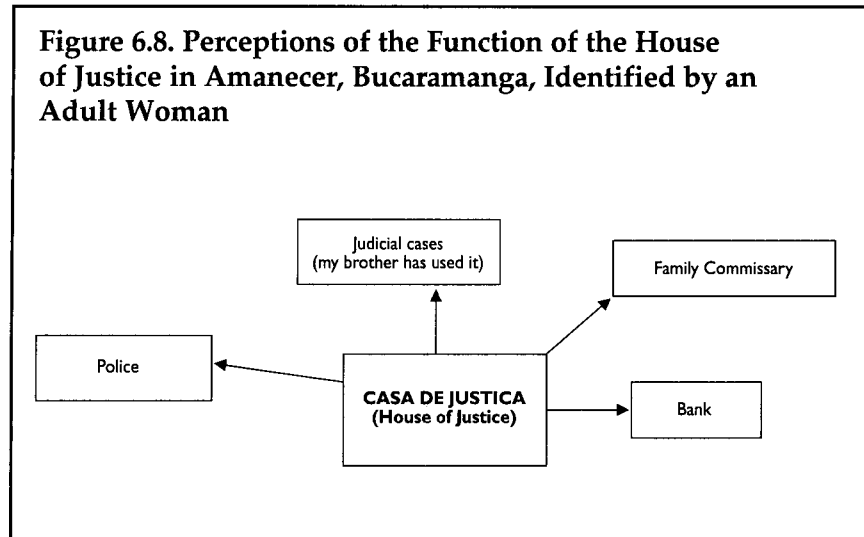 Figure 6.8. Perceptions of the Function of the House
of Justice in Amanecer, Bucaramanga, Identified by an
Adult Woman
Judicial cases
(my brother has used it)
Family Commissary
Police
CASA DE JUSTICA
(House of Justice)
Bank